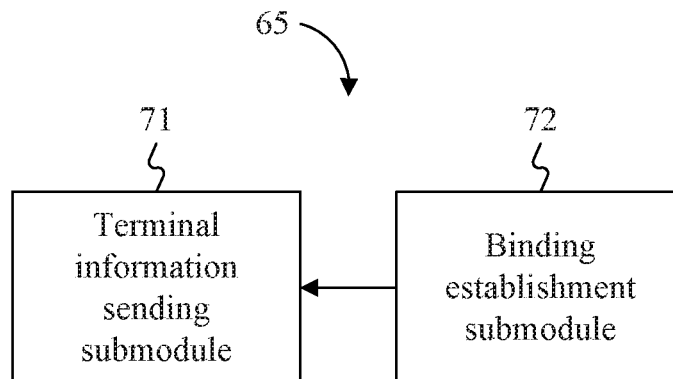 65
71
72
Terminal
information
sending
submodule
Binding
establishment
submodule